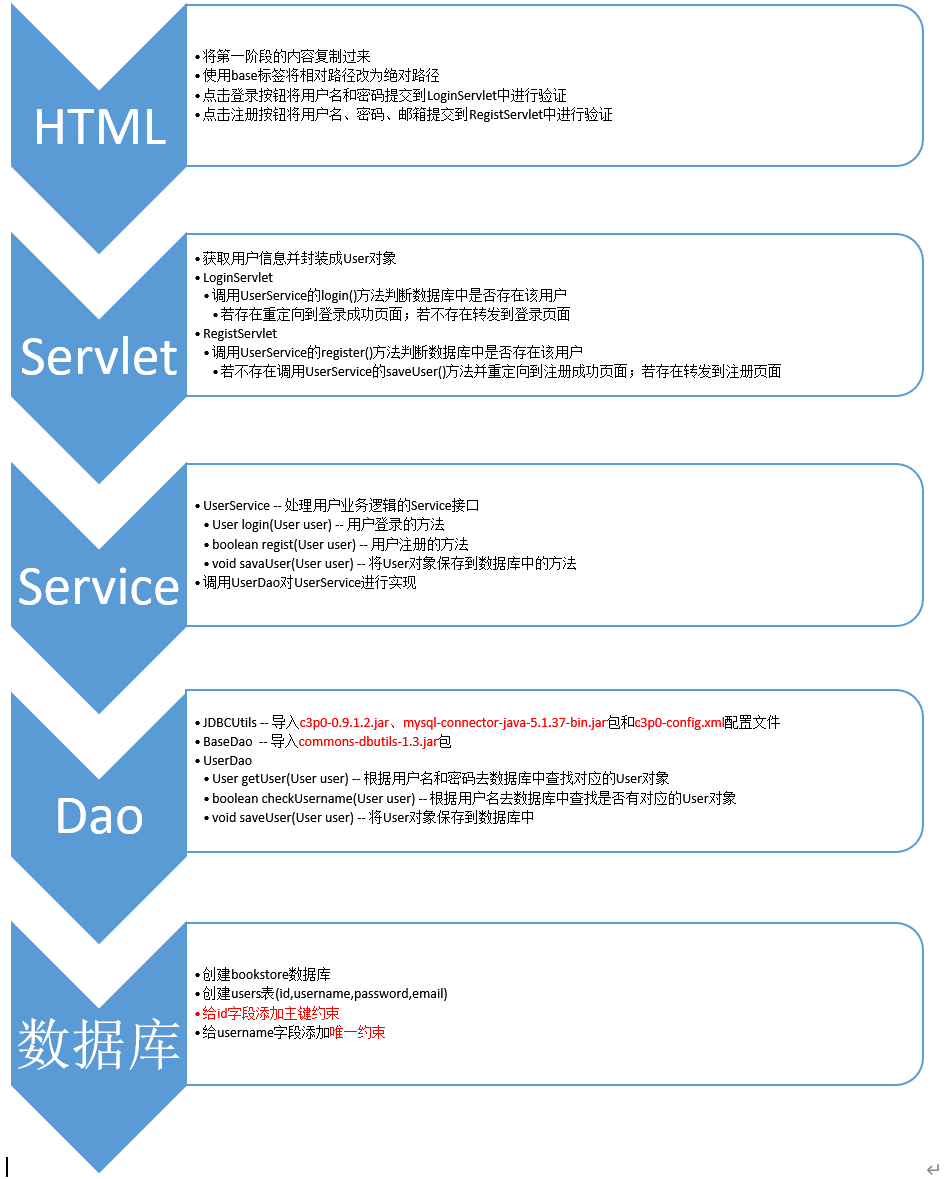 HTML
•将第一阶段的内容复制过来
•使用base标签将相对路径改为绝对路径
•点击登录按钮将用户名和密码提交到LoginServlet中进行验证
•点击注册按钮将用户名、密码、邮箱提交到RegistServlet中进行验证
Servlet
•获取用户信息并封装成User对象
•LoginServlet
•调用UserService的login()方法判断数据库中是否存在该用户
•若存在重定向到登录成功页面；若不存在转发到登录页面
•RegistServlet
•调用UserService的register()方法判断数据库中是否存在该用户
•若不存在调用UserService的saveUser()方法并重定向到注册成功页面；若存在转发到注册页面
Service
•UserService -- 处理用户业务逻辑的Service接口
•User login(User user) -- 用户登录的方法
•boolean regist(User user) -- 用户注册的方法
•void savaUser(User user) -- 将User对象保存到数据库中的方法
•调用UserDao对UserService进行实现
Dao
•JDBCUtils -- 导入c3p0-0.9.1.2.jar、mysql-connector-java-5.1.37-bin.jar包和c3p0-config.xml配置文件
•BaseDao -- 导入commons-dbutils-1.3.jar包
•UserDao
•User getUser(User user) -- 根据用户名和密码去数据库中查找对应的User对象
•boolean checkUsername(User user) -- 根据用户名去数据库中查找是否有对应的User对象
•void saveUser(User user) -- 将User对象保存到数据库中
数据库
•创建bookstore数据库
•创建users表(id,username,password,email)
•给id字段添加主键约束
•给username字段添加唯一约束